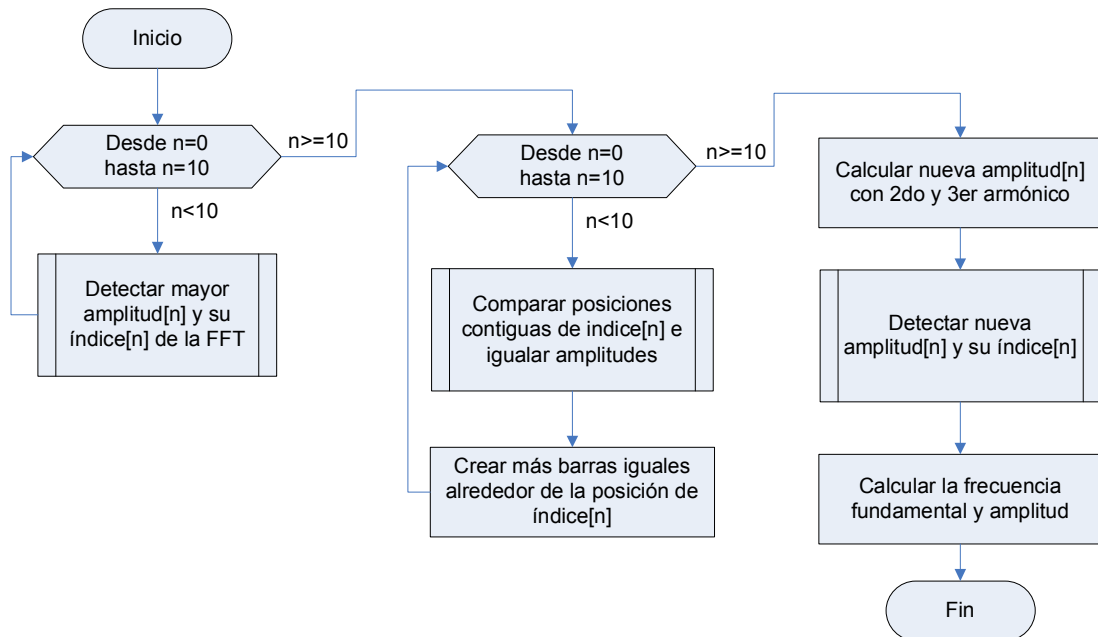 Inicio
Desde n=0
hasta n=10
n>=10
n<10
Detectar mayor
amplitud[n] y su
índice[n] de la FFT
Desde n=0
hasta n=10
n>=10
n<10
Comparar posiciones
contiguas de indice[n] e
igualar amplitudes
Crear más barras iguales
alrededor de la posición de
índice[n]
Calcular nueva amplitud[n]
con 2do y 3er armónico
Detectar nueva
amplitud[n] y su índice[n]
Calcular la frecuencia
fundamental y amplitud
Fin